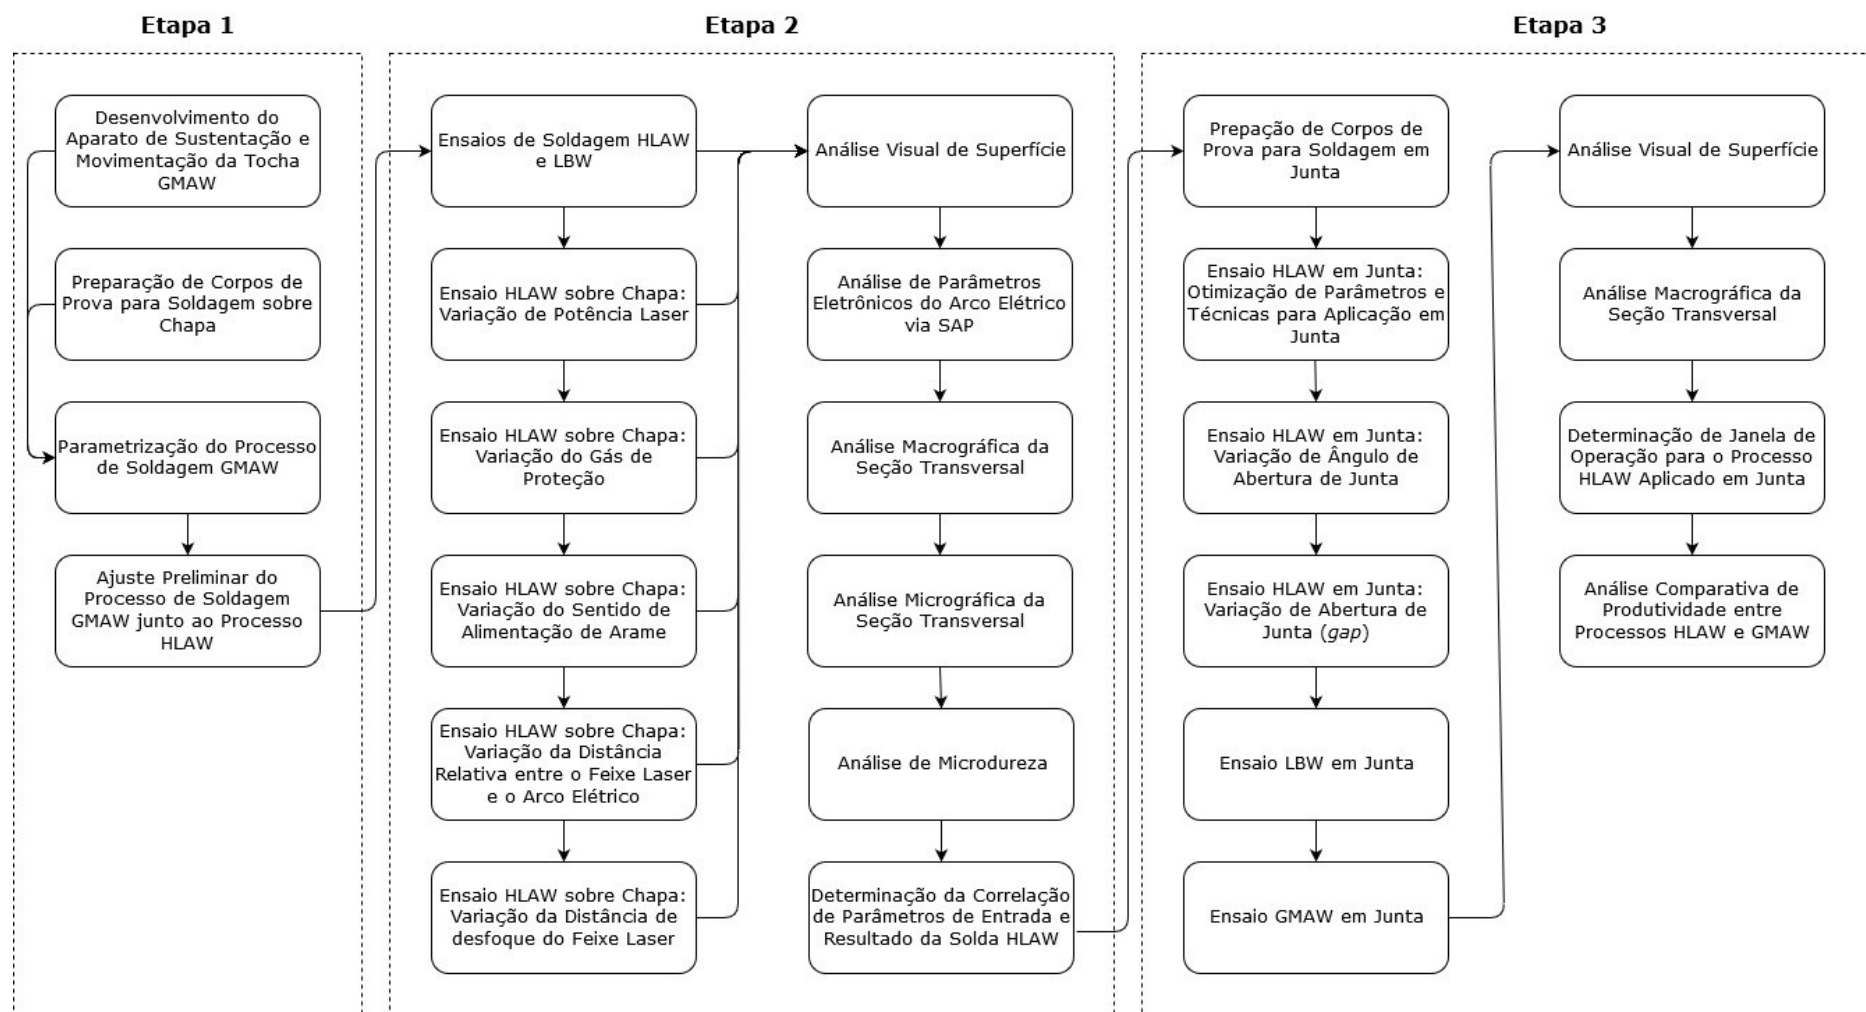 Etapa 1
Desenvolvimento do
Aparato de Sustentação e
Movimentação da Tocha
GMAW
Preparação de Corpos de
Prova para Soldagem sobre
Chapa
Parametrização do Processo
de Soldagem GMAW
Ajuste Preliminar do
Processo de Soldagem
GMAW junto ao Processo
HLAW
Etapa 2
Ensaios de Soldagem HLAW
e LBW
Ensaio HLAW sobre Chapa:
Variação de Potência Laser
Ensaio HLAW sobre Chapa:
Variação do Gás de
Proteção
Ensaio HLAW sobre Chapa:
Variação do Sentido de
Alimentação de Arame
Ensaio HLAW sobre Chapa:
Variação da Distância
Relativa entre o Feixe Laser
e o Arco Elétrico
Ensaio HLAW sobre Chapa:
Variação da Distância de
desfoque do Feixe Laser
Análise Visual de Superfície
Análise de Parâmetros
Eletrônicos do Arco Elétrico
via SAP
Análise Macrográfica da
Seção Transversal
Análise Micrográfica da
Seção Transversal
Análise de Microdureza
Determinação da Correlação
de Parâmetros de Entrada e
Resultado da Solda HLAW
Etapa 3
Prepação de Corpos de
Prova para Soldagem em
Junta
Ensaio HLAW em Junta:
Otimização de Parâmetros e
Técnicas para Aplicação em
Junta
Ensaio HLAW em Junta:
Variação de Ângulo de
Abertura de Junta
Ensaio HLAW em Junta:
Variação de Abertura de
Junta (gap)
Ensaio LBW em Junta
Ensaio GMAW em Junta
Análise Visual de Superfície
Análise Macrográfica da
Seção Transversal
Determinação de Janela de
Operação para o Processo
HLAW Aplicado em Junta
Análise Comparativa de
Produtividade entre
Processos HLAW e GMAW